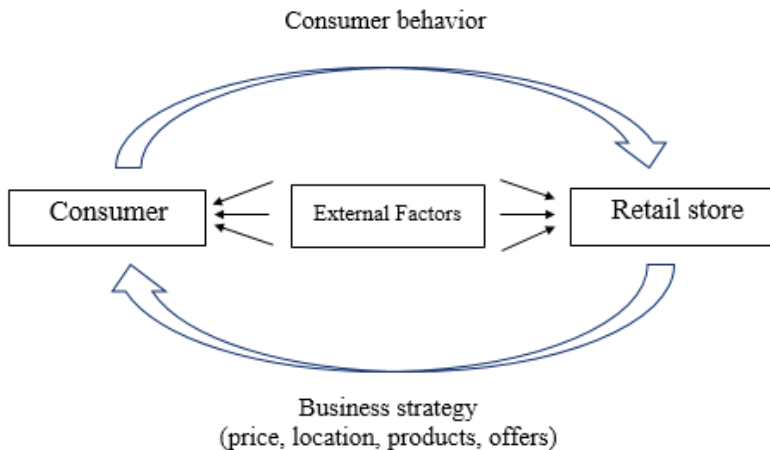 Consumer behavior
Consumer
External Factors
Retail store
Business strategy
(price, location, products, offers)